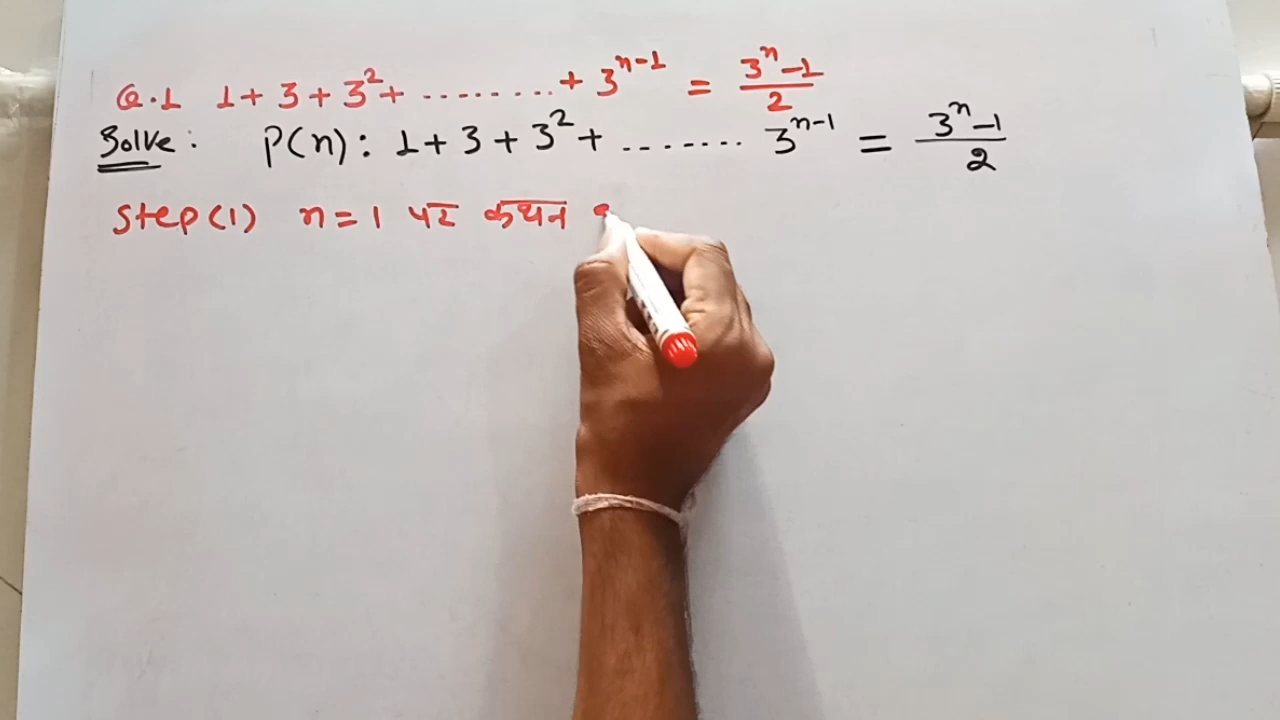 Q.1 1+3+3²+ ........ + 3ⁿ⁻¹ = (3ⁿ-1)/2
Solve: P(n): 1+3+3²+ ....... 3ⁿ⁻¹ = (3ⁿ-1)/2
Step(1) n=1 पर कथन